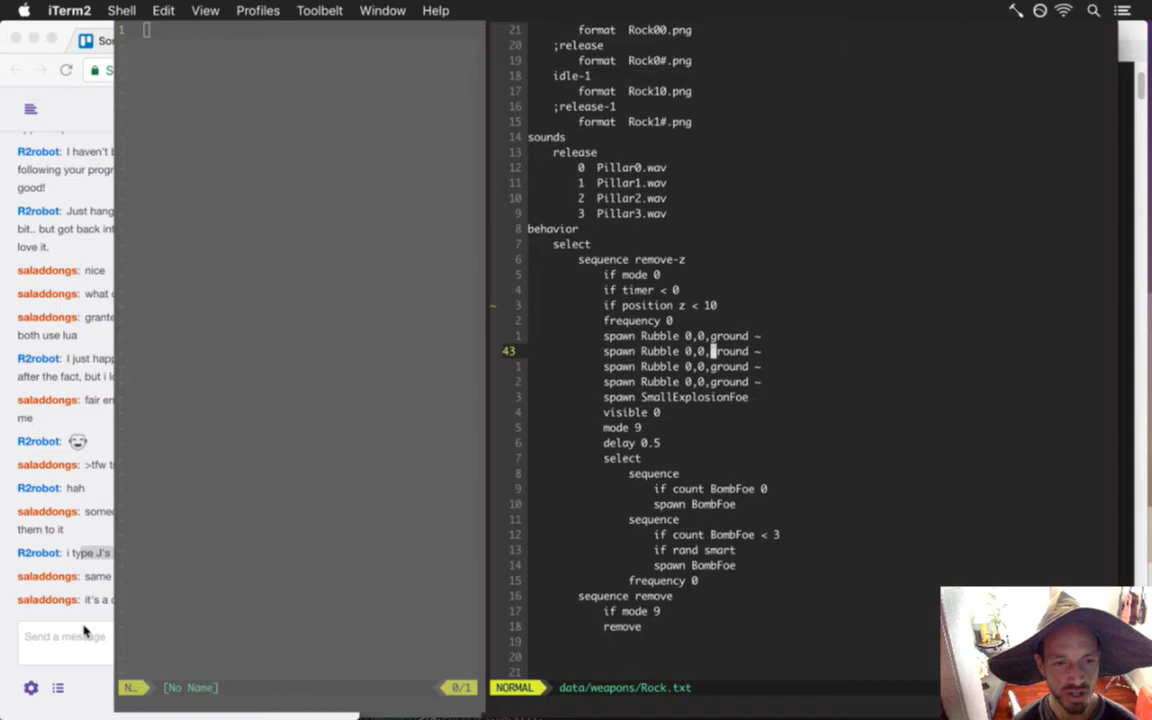 iTerm2 Shell Edit View Profiles Toolbelt Window Help
R2robot: I haven't b
following your progr
good!
R2robot: Just hang
bit.. but got back int
love it.
saladdongs: nice
saladdongs: what
saladdongs: grante
both use lua
R2robot: I just happ
after the fact, but i l
saladdongs: fair en
me
R2robot:
saladdongs: >tfw t
R2robot: hah
saladdongs: some
them to it
R2robot: i type J's
saladdongs: same
saladdongs: it's a
Send a message
1
N... [No Name] 0/1
21 format Rock00.png
20 ;release
19 format Rock0#.png
18 idle-1
17 format Rock10.png
16 ;release-1
15 format Rock1#.png
14 sounds
13 release
12 0 Pillar0.wav
11 1 Pillar1.wav
10 2 Pillar2.wav
9 3 Pillar3.wav
8 behavior
7 select
6 sequence remove-z
5 if mode 0
4 if timer < 0
~ 3 if position z < 10
2 frequency 0
1 spawn Rubble 0,0,ground ~
43 spawn Rubble 0,0,ground ~
1 spawn Rubble 0,0,ground ~
2 spawn Rubble 0,0,ground ~
3 spawn SmallExplosionFoe
4 visible 0
5 mode 9
6 delay 0.5
7 select
8 sequence
9 if count BombFoe 0
10 spawn BombFoe
11 sequence
12 if count BombFoe < 3
13 if rand smart
14 spawn BombFoe
15 frequency 0
16 sequence remove
17 if mode 9
18 remove
19
20
21
NORMAL data/weapons/Rock.txt